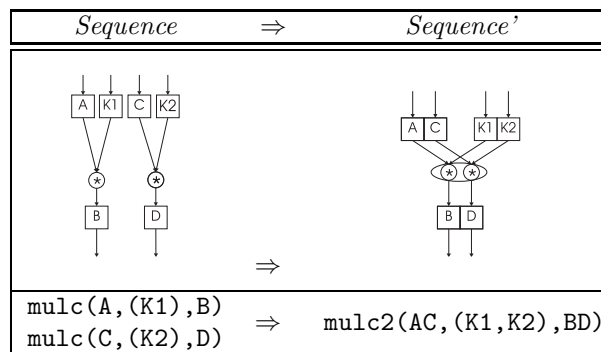 Sequence ⇒ Sequence'
A K1 C K2
A C K1 K2
* * * *
B D B D
⇒
mulc(A,(K1),B)
mulc(C,(K2),D)
⇒ mulc2(AC,(K1,K2),BD)